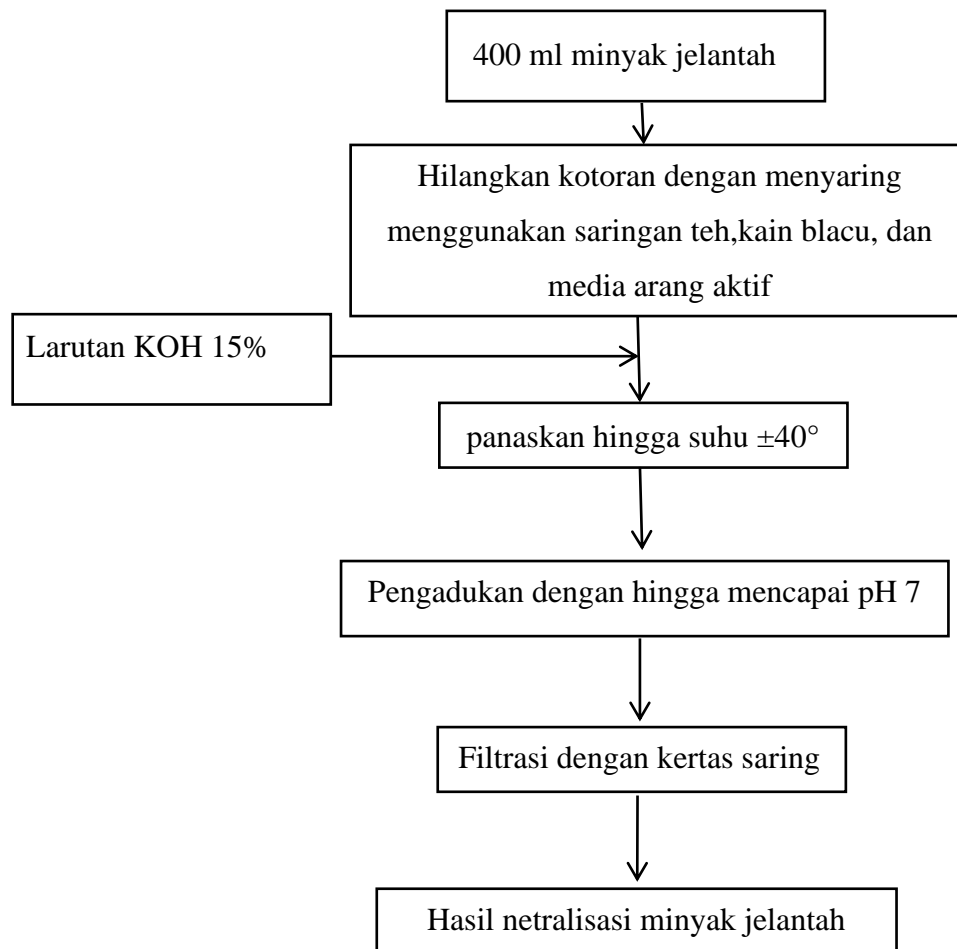 400 ml minyak jelantah
Hilangkan kotoran dengan menyaring
menggunakan saringan teh,kain blacu, dan
media arang aktif
Larutan KOH 15%
panaskan hingga suhu ±40°
Pengadukan dengan hingga mencapai pH 7
Filtrasi dengan kertas saring
Hasil netralisasi minyak jelantah